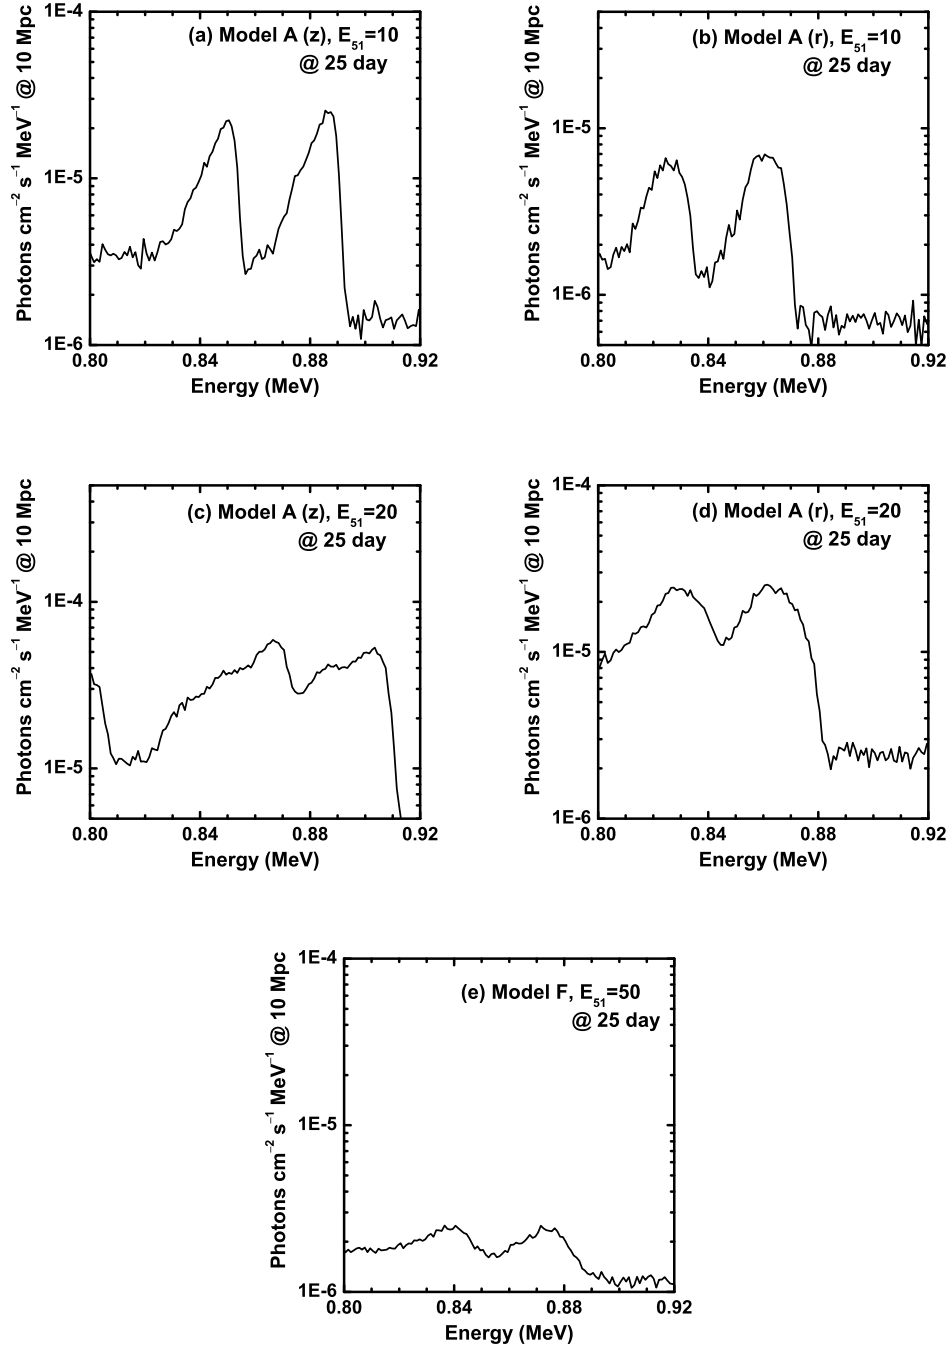 1E-4
(a) Model A (z), E51=10
@ 25 day
1E-5
1E-6
0.80 0.84 0.88 0.92
Energy (MeV)
Photons cm−2 s−1 MeV−1 @ 10 Mpc
(b) Model A (r), E51=10
@ 25 day
1E-5
1E-6
0.80 0.84 0.88 0.92
Energy (MeV)
Photons cm−2 s−1 MeV−1 @ 10 Mpc
(c) Model A (z), E51=20
@ 25 day
1E-4
1E-5
0.80 0.84 0.88 0.92
Energy (MeV)
Photons cm−2 s−1 MeV−1 @ 10 Mpc
1E-4
(d) Model A (r), E51=20
@ 25 day
1E-5
1E-6
0.80 0.84 0.88 0.92
Energy (MeV)
Photons cm−2 s−1 MeV−1 @ 10 Mpc
1E-4
(e) Model F, E51=50
@ 25 day
1E-5
1E-6
0.80 0.84 0.88 0.92
Energy (MeV)
Photons cm−2 s−1 MeV−1 @ 10 Mpc